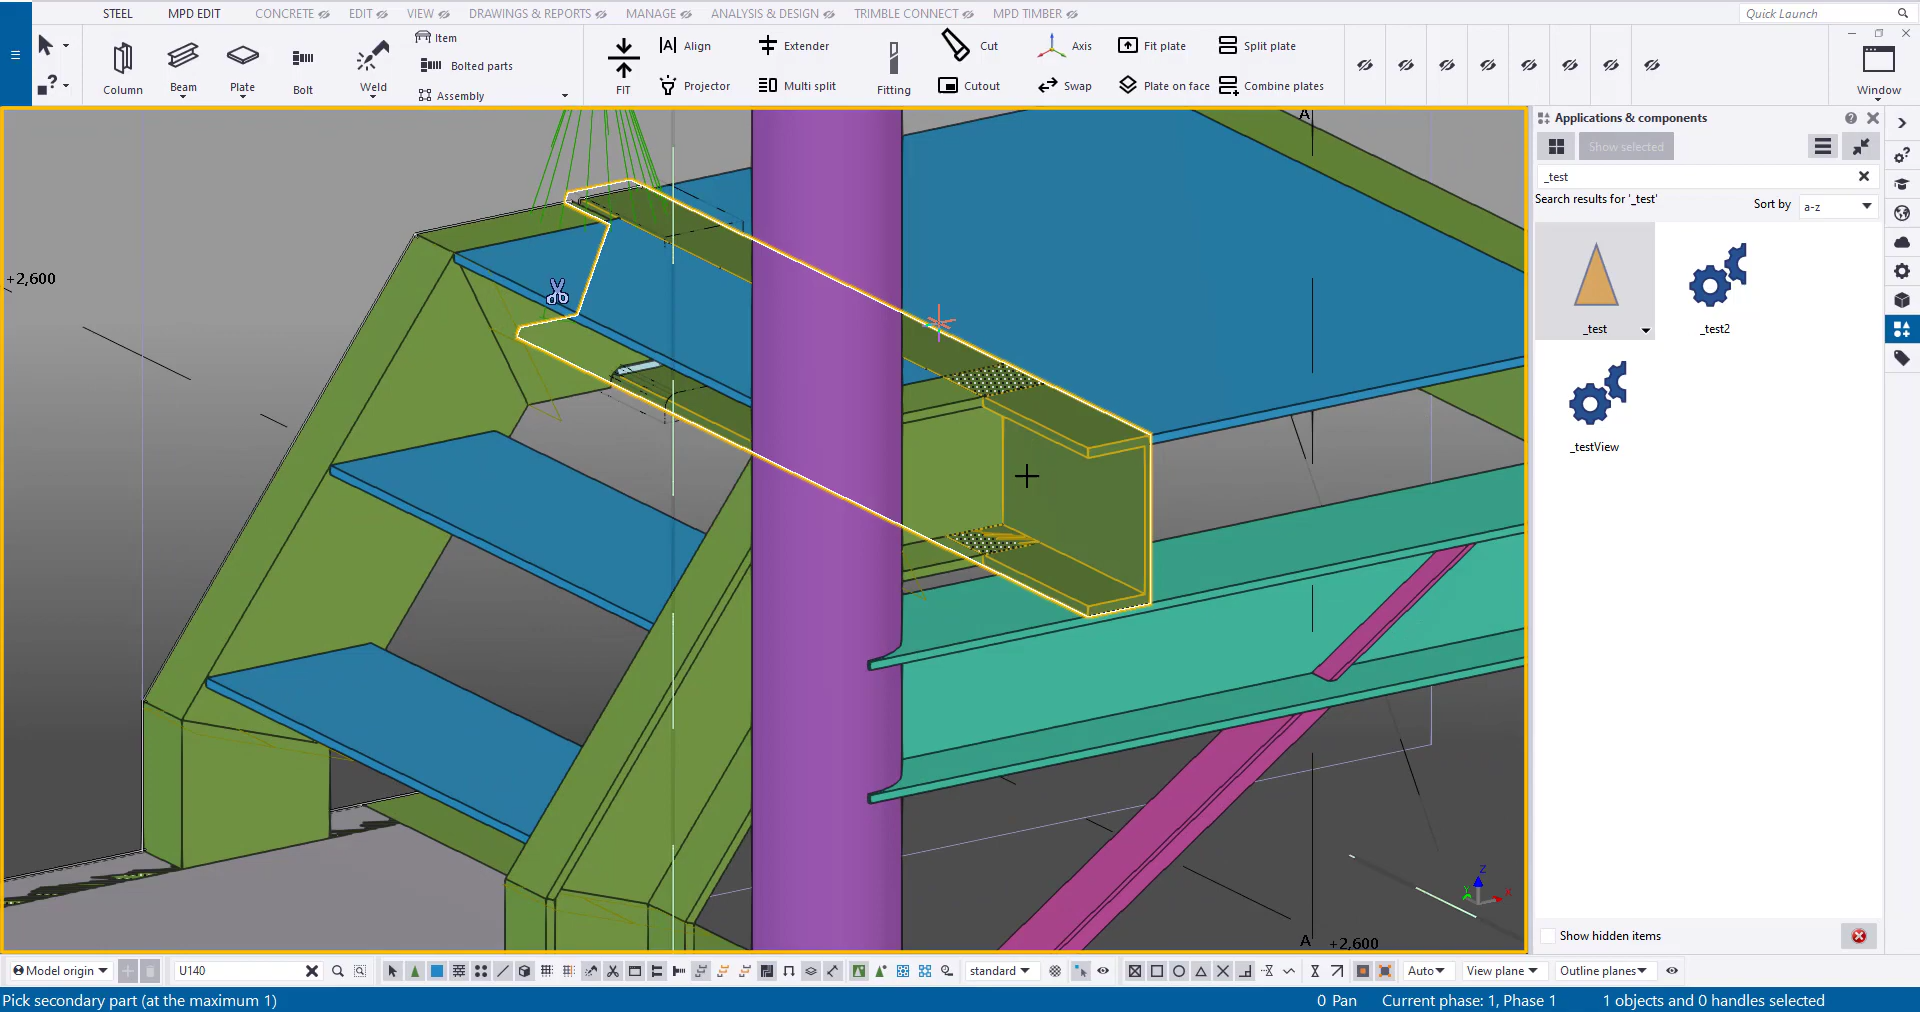 STEEL MPD EDIT CONCRETE EDIT VIEW DRAWINGS & REPORTS MANAGE ANALYSIS & DESIGN TRIMBLE CONNECT MPD TIMBER Quick Launch
Column Beam Plate Bolt Weld
Item
Bolted parts
Assembly
FIT
Align Extender
Projector Multi split
Fitting
Cut Axis Fit plate Split plate
Cutout Swap Plate on face Combine plates
Window
Applications & components
Show selected
_test
Search results for '_test'
Sort by a-z
_test _test2
_testView
Show hidden items
+2,600
A
A +2,600
Z
Y X
Model origin U140 standard Auto View plane Outline planes
Pick secondary part (at the maximum 1) 0 Pan Current phase: 1, Phase 1 1 objects and 0 handles selected